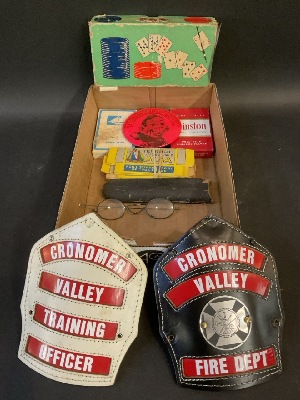 Winston
CRONOMER
VALLEY
TRAINING
OFFICER
CRONOMER
VALLEY
FIRE DEPT